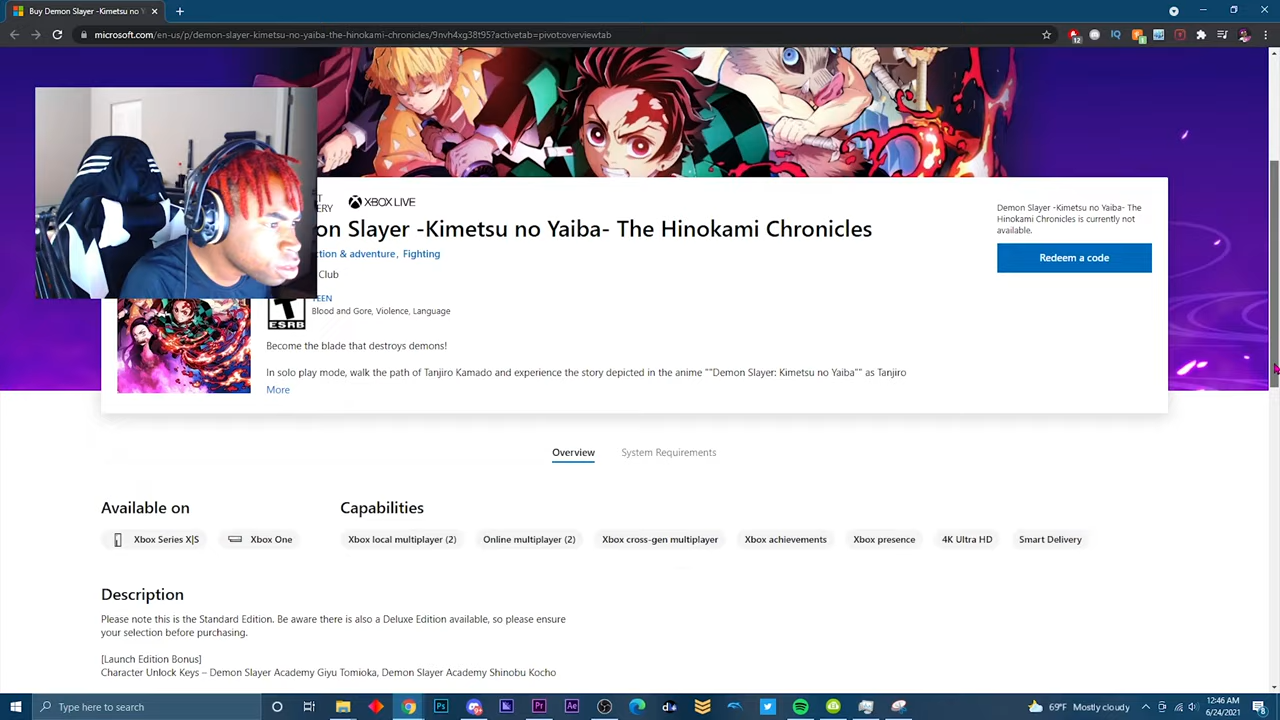 Buy Demon Slayer -Kimetsu no Y
microsoft.com/en-us/p/demon-slayer-kimetsu-no-yaiba-the-hinokami-chronicles/9nvh4xg38t95?activetab=pivot:overviewtab
XBOX LIVE
on Slayer -Kimetsu no Yaiba- The Hinokami Chronicles
ction & adventure, Fighting
Club
TEEN
Blood and Gore, Violence, Language
T
ESRB
Become the blade that destroys demons!
In solo play mode, walk the path of Tanjiro Kamado and experience the story depicted in the anime ""Demon Slayer: Kimetsu no Yaiba"" as Tanjiro
More
Demon Slayer -Kimetsu no Yaiba- The
Hinokami Chronicles is currently not
available.
Redeem a code
Overview
System Requirements
Available on
Xbox Series X|S
Xbox One
Capabilities
Xbox local multiplayer (2)
Online multiplayer (2)
Xbox cross-gen multiplayer
Xbox achievements
Xbox presence
4K Ultra HD
Smart Delivery
Description
Please note this is the Standard Edition. Be aware there is also a Deluxe Edition available, so please ensure
your selection before purchasing.
[Launch Edition Bonus]
Character Unlock Keys – Demon Slayer Academy Giyu Tomioka, Demon Slayer Academy Shinobu Kocho
Type here to search
69°F Mostly cloudy
12:46 AM
6/24/2021